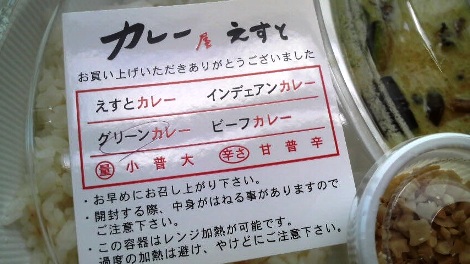 カレー屋 えすと
お買い上げいただきありがとうございました
えすとカレー インデェアンカレー
グリーンカレー ビーフカレー
量 小 普 大 辛さ 甘 普 辛
・お早めにお召し上がり下さい。
・開封する際、中身がはねる事がありますので
ご注意下さい。
・この容器はレンジ加熱が可能です。
過度の加熱は避け、やけどにご注意下さい。